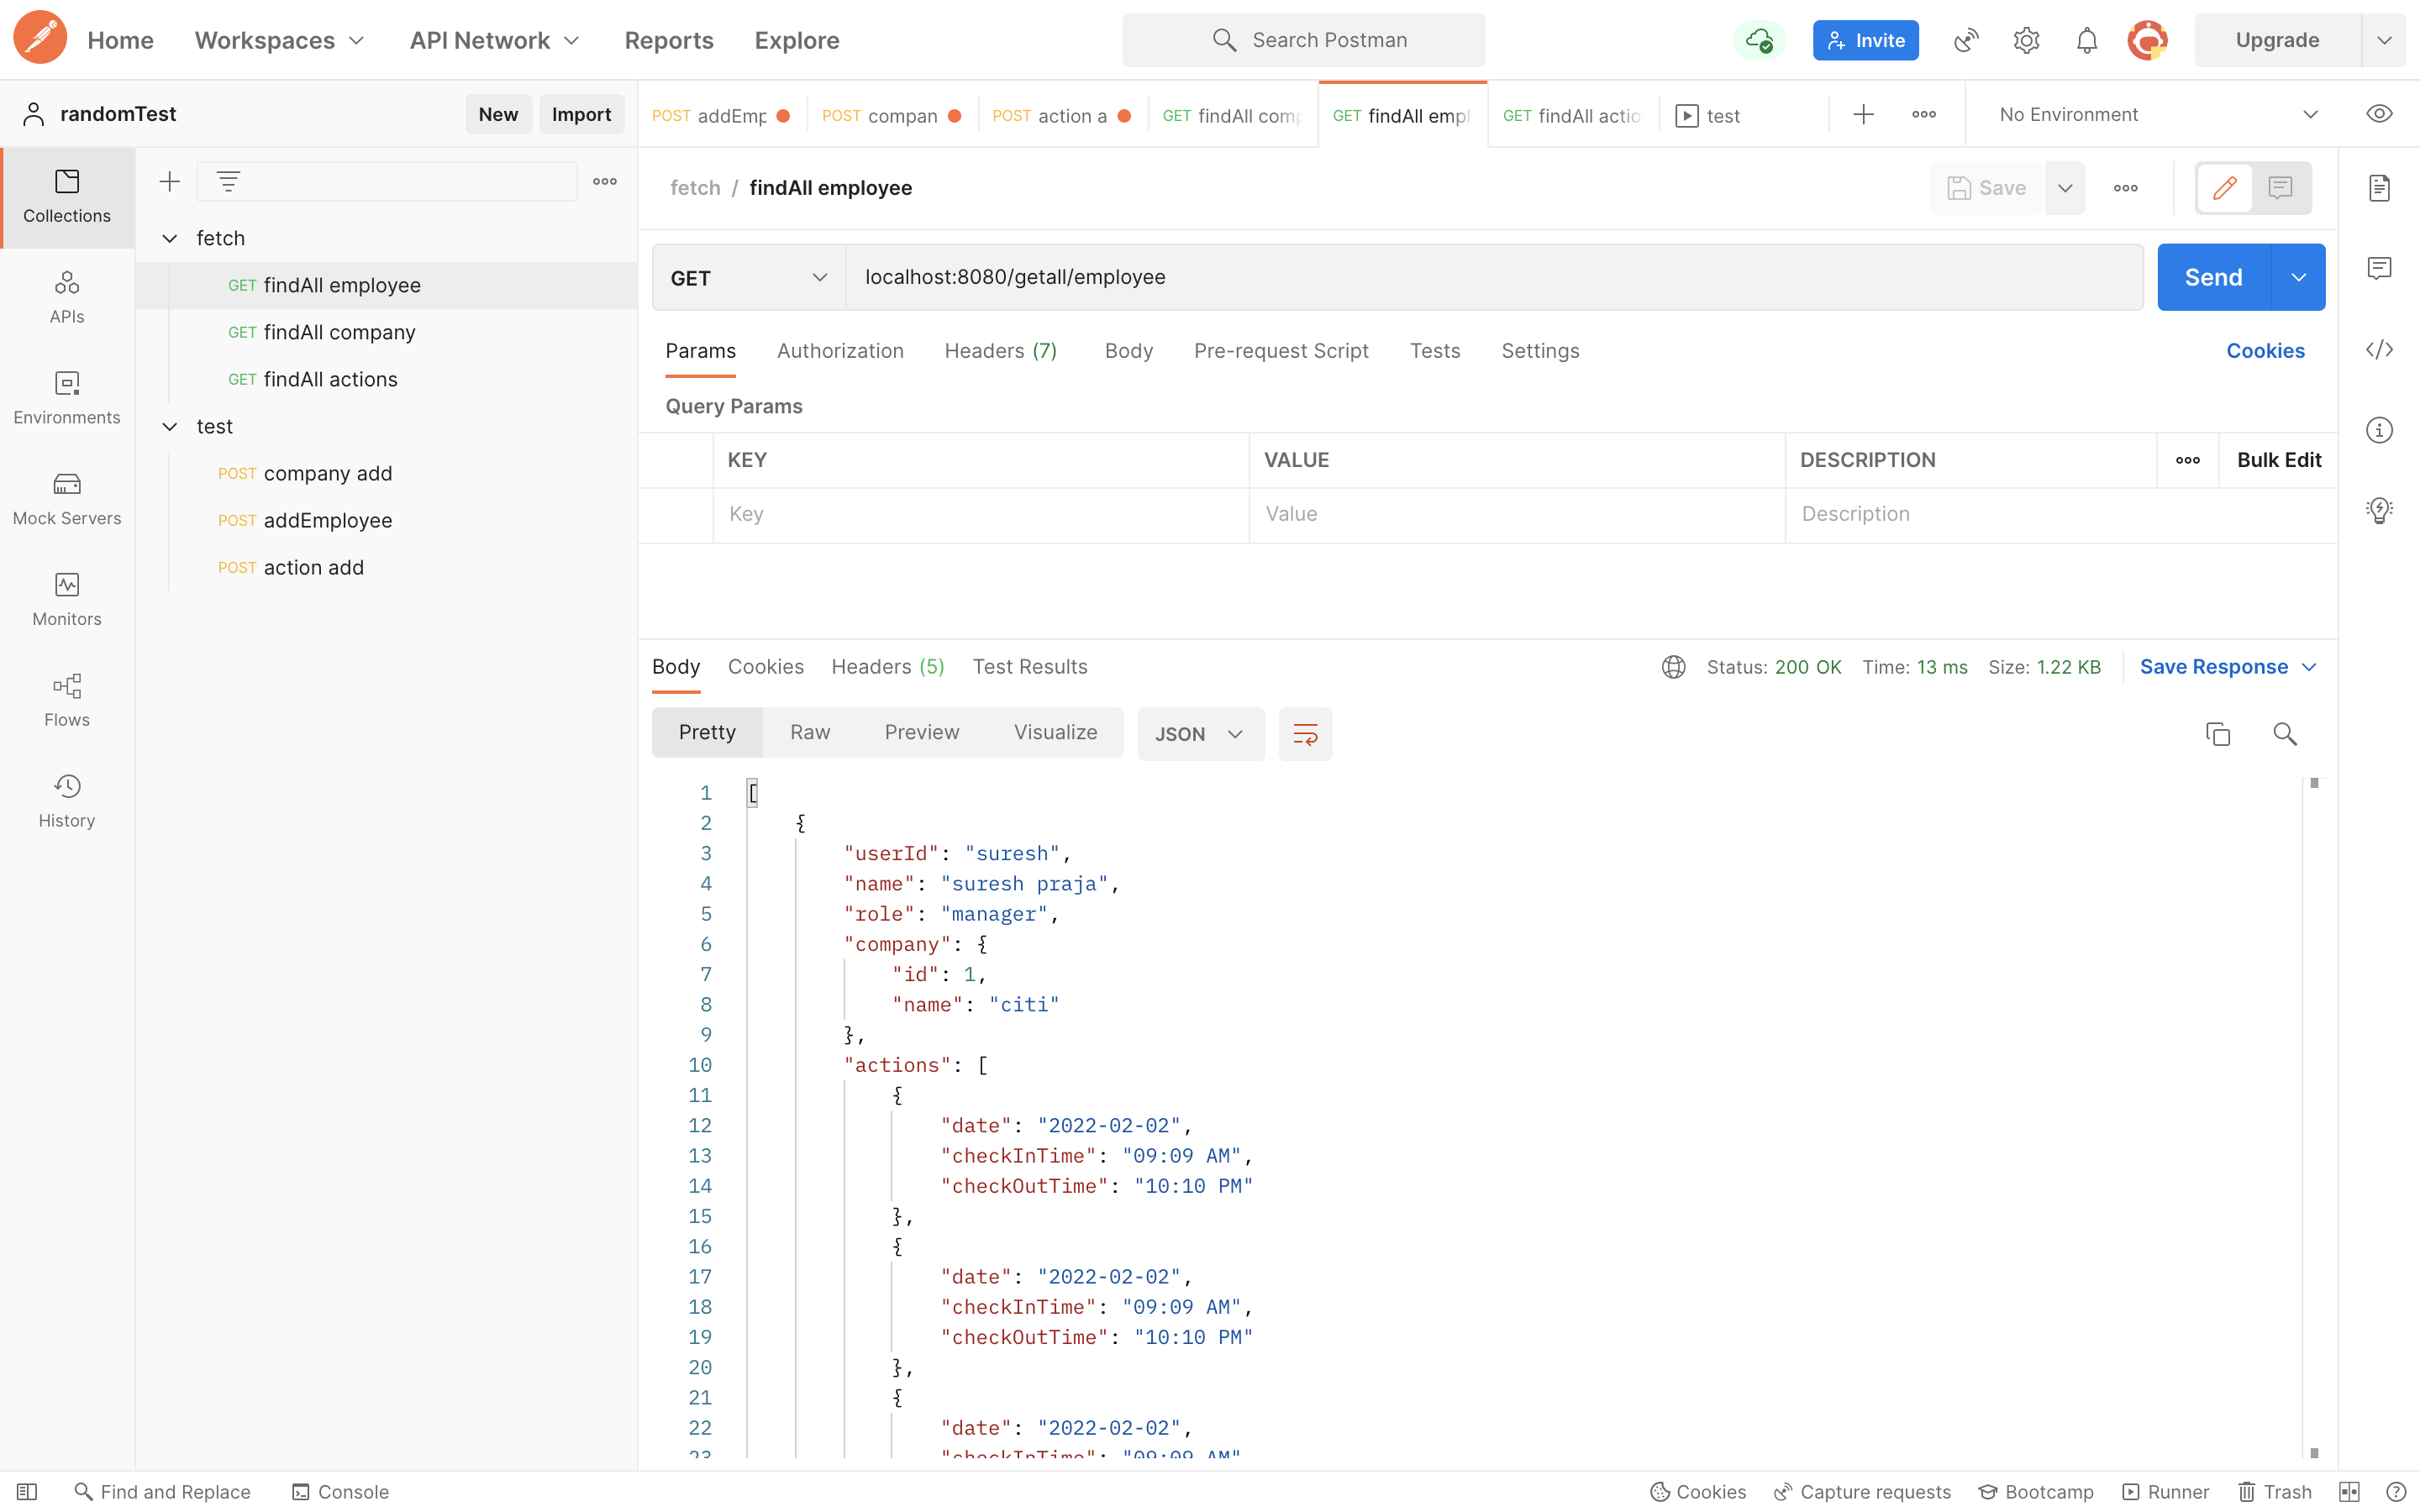 Home Workspaces API Network Reports Explore Search Postman Invite Upgrade
randomTest New Import
POST addEmp POST compan POST action a GET findAll com GET findAll empl GET findAll actio test No Environment
Collections
APIs
Environments
Mock Servers
Monitors
Flows
History
fetch
GET findAll employee
GET findAll company
GET findAll actions
test
POST company add
POST addEmployee
POST action add
fetch / findAll employee Save
GET localhost:8080/getall/employee Send
Params Authorization Headers (7) Body Pre-request Script Tests Settings Cookies
Query Params
KEY VALUE DESCRIPTION Bulk Edit
Key Value Description
Body Cookies Headers (5) Test Results Status: 200 OK Time: 13 ms Size: 1.22 KB Save Response
Pretty Raw Preview Visualize JSON
1 [
2 {
3 "userId": "suresh",
4 "name": "suresh praja",
5 "role": "manager",
6 "company": {
7 "id": 1,
8 "name": "citi"
9 },
10 "actions": [
11 {
12 "date": "2022-02-02",
13 "checkInTime": "09:09 AM",
14 "checkOutTime": "10:10 PM"
15 },
16 {
17 "date": "2022-02-02",
18 "checkInTime": "09:09 AM",
19 "checkOutTime": "10:10 PM"
20 },
21 {
22 "date": "2022-02-02",
23 "checkInTime": "09:09 AM"
Find and Replace Console Cookies Capture requests Bootcamp Runner Trash